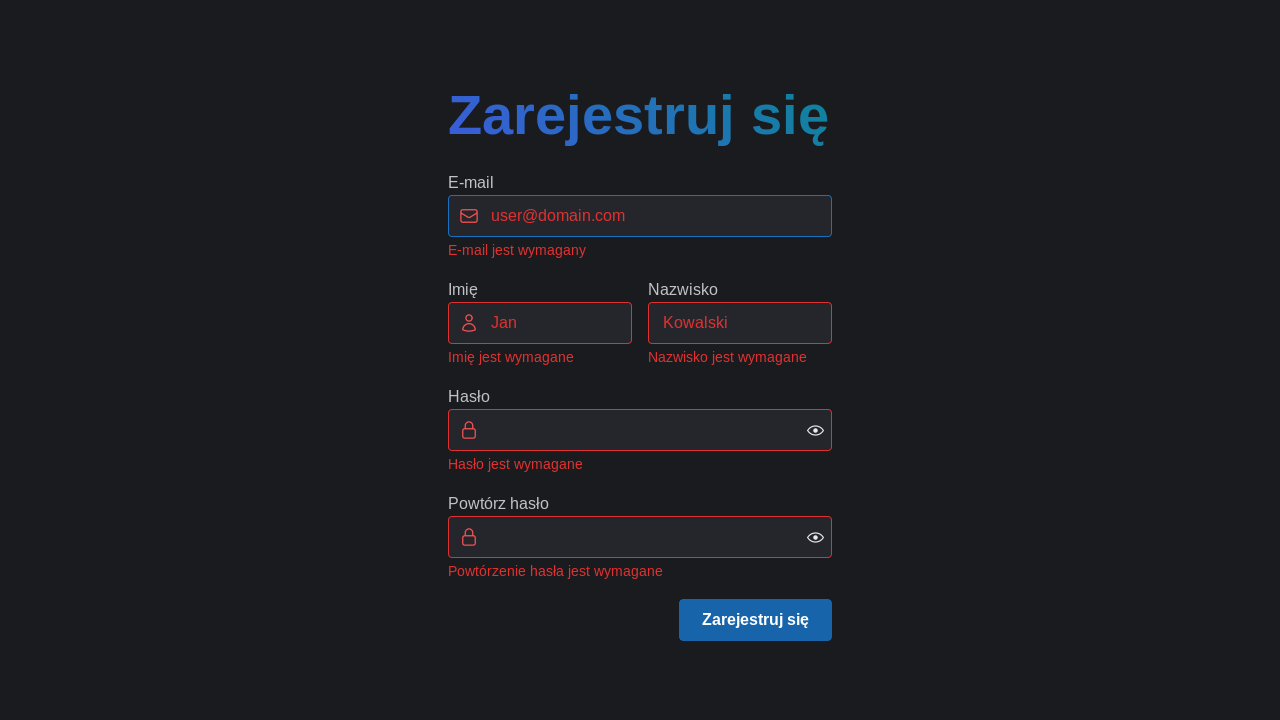 Zarejestruj się
E-mail
user@domain.com
E-mail jest wymagany
Imię
Nazwisko
Jan
Kowalski
Imię jest wymagane
Nazwisko jest wymagane
Hasło
Hasło jest wymagane
Powtórz hasło
Powtórzenie hasła jest wymagane
Zarejestruj się